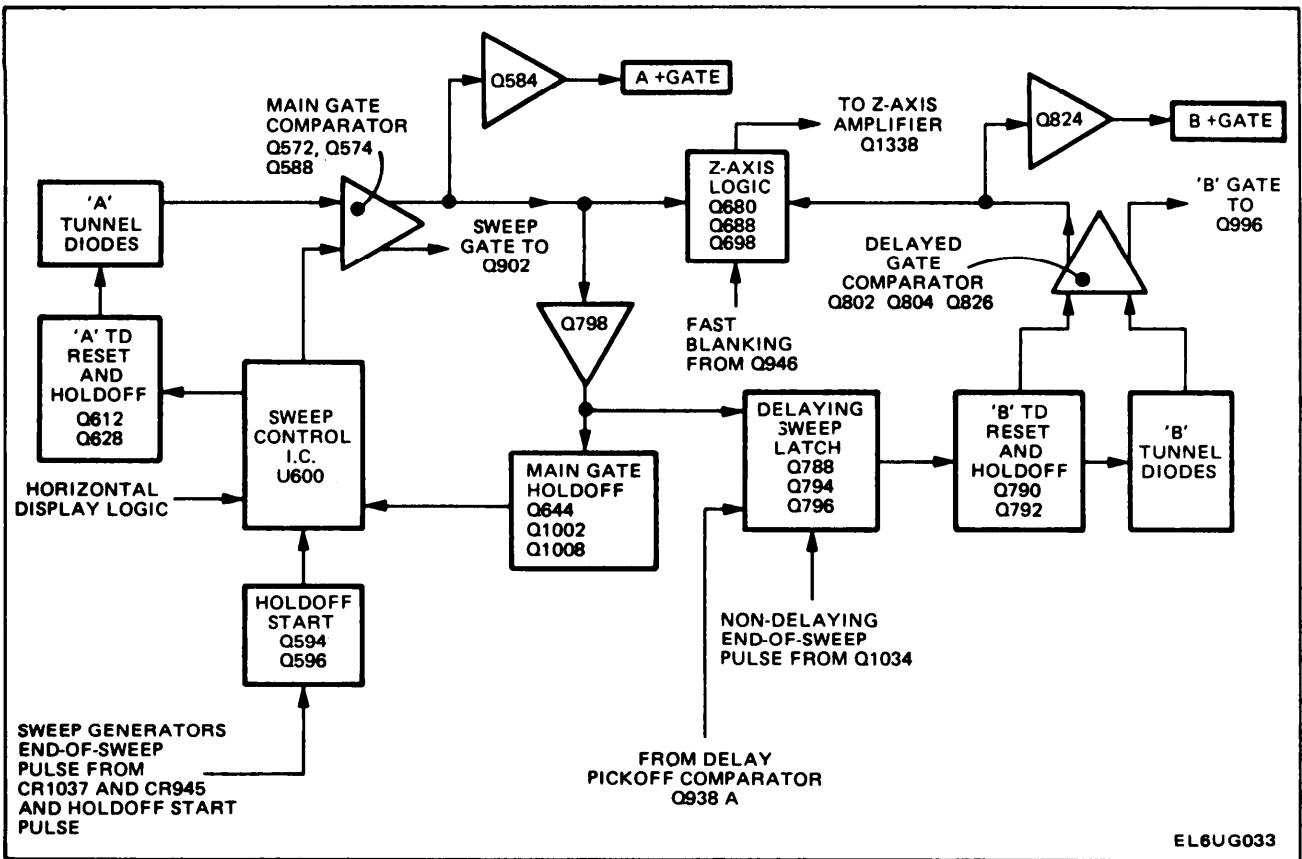 Q584
A +GATE
MAIN GATE
COMPARATOR
Q572, Q574
Q588
TO Z-AXIS
AMPLIFIER
Q1338
Q824
B +GATE
'A'
TUNNEL
DIODES
Z-AXIS
LOGIC
Q680
Q688
Q698
'B' GATE
TO
Q996
SWEEP
GATE TO
Q902
DELAYED
GATE
COMPARATOR
Q802 Q804 Q826
'A' TD
RESET
AND
HOLDOFF
Q612
Q628
Q798
FAST
BLANKING
FROM Q946
SWEEP
CONTROL
I.C.
U600
DELAYING
SWEEP
LATCH
Q788
Q794
Q796
'B' TD
RESET
AND
HOLDOFF
Q790
Q792
'B'
TUNNEL
DIODES
HORIZONTAL
DISPLAY LOGIC
MAIN GATE
HOLDOFF
Q644
Q1002
Q1008
HOLDOFF
START
Q594
Q596
NON-DELAYING
END-OF-SWEEP
PULSE FROM Q1034
SWEEP GENERATORS
END-OF-SWEEP
PULSE FROM
CR1037 AND CR945
AND HOLDOFF START
PULSE
FROM DELAY
PICKOFF COMPARATOR
Q938 A
EL6UG033